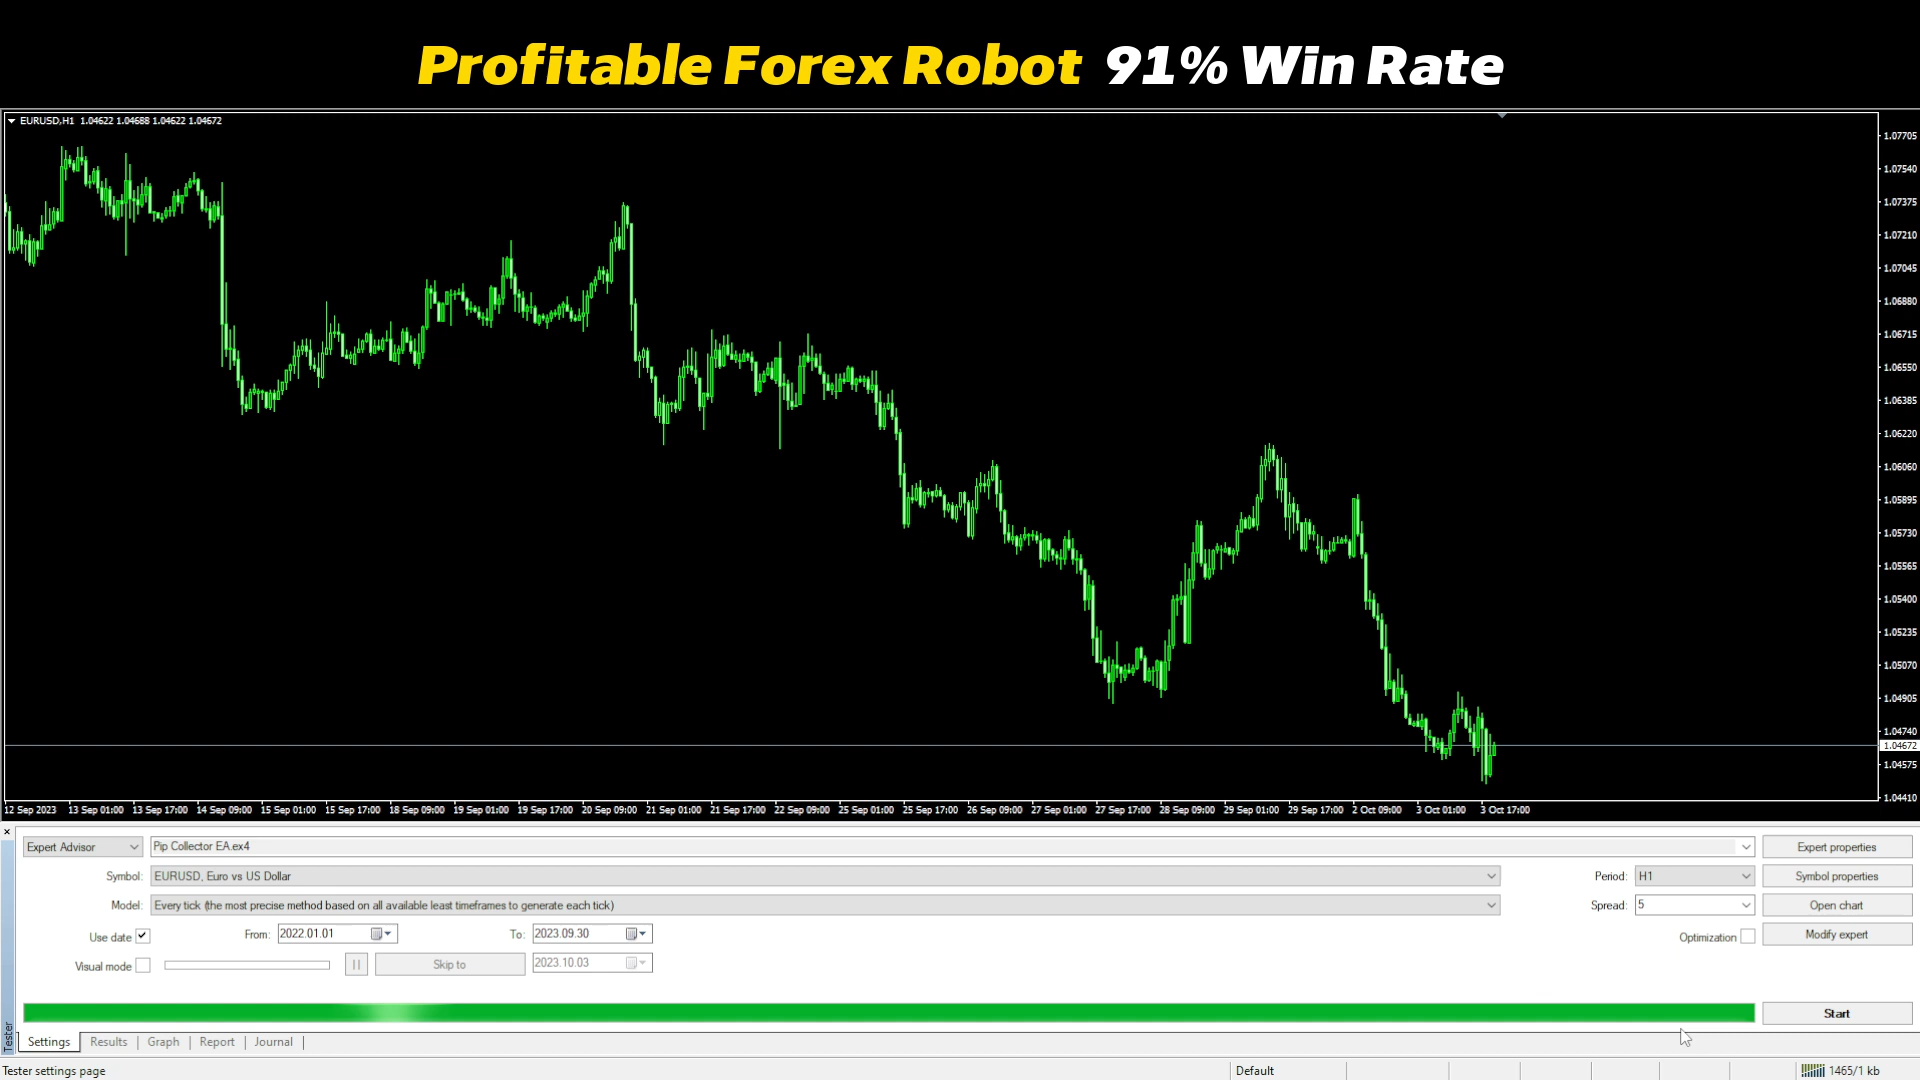 Profitable Forex Robot 91% Win Rate
EURUSD,H1 1.04622 1.04688 1.04622 1.04672
1.07705
1.07540
1.07375
1.07210
1.07045
1.06880
1.06715
1.06550
1.06385
1.06220
1.06060
1.05895
1.05730
1.05565
1.05400
1.05235
1.05070
1.04905
1.04740
1.04672
1.04575
1.04410
12 Sep 2023 13 Sep 01:00 13 Sep 17:00 14 Sep 09:00 15 Sep 01:00 15 Sep 17:00 18 Sep 09:00 19 Sep 01:00 19 Sep 17:00 20 Sep 09:00 21 Sep 01:00 21 Sep 17:00 22 Sep 09:00 25 Sep 01:00 25 Sep 17:00 26 Sep 09:00 27 Sep 01:00 27 Sep 17:00 28 Sep 09:00 29 Sep 01:00 29 Sep 17:00 2 Oct 09:00 3 Oct 01:00 3 Oct 17:00
Expert Advisor Pip Collector EA.ex4 Expert properties
Symbol: EURUSD, Euro vs US Dollar Period: H1 Symbol properties
Model: Every tick (the most precise method based on all available least timeframes to generate each tick) Spread: 5 Open chart
Use date From: 2022.01.01 To: 2023.09.30 Optimization Modify expert
Visual mode Skip to 2023.10.03
Start
Tester
Settings Results Graph Report Journal
Tester settings page Default 1465/1 kb